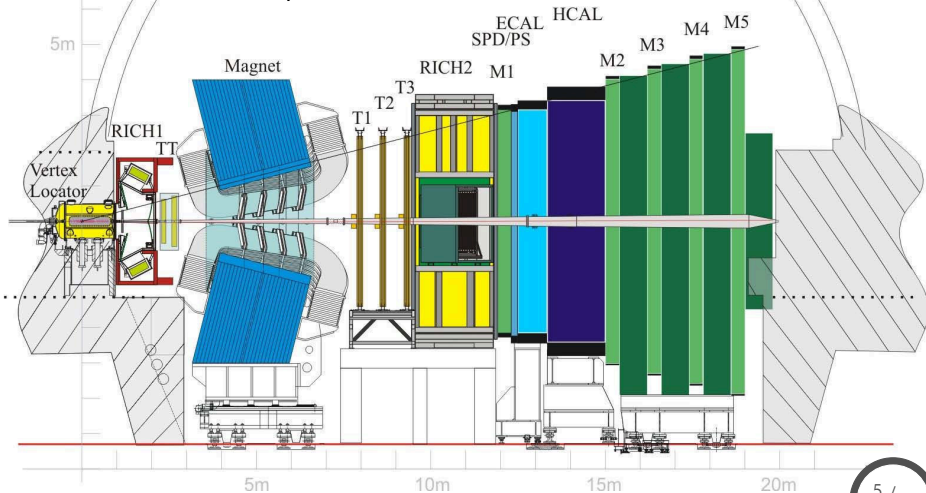 HCAL
ECAL
SPD/PS
M5
M4
M3
M2
5m
Magnet
RICH2
M1
T3
T2
T1
RICH1
TT
Vertex
Locator
5m
10m
15m
20m
5 /